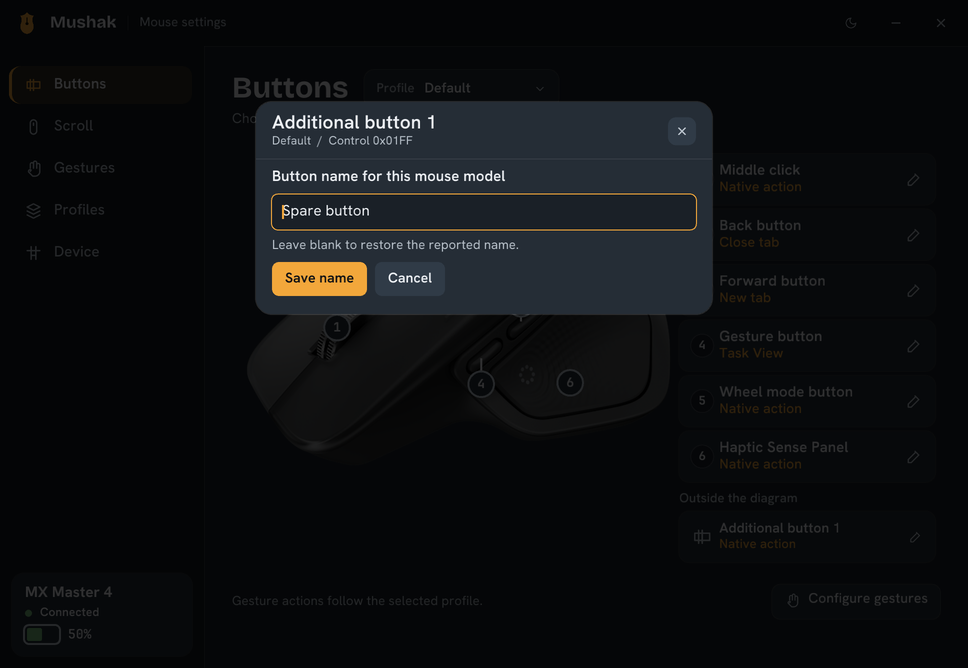 Mushak
Mouse settings
Buttons
Scroll
Gestures
Profiles
Device
MX Master 4
Connected
50%
Buttons
Profile Default
Cho
Additional button 1
Default / Control 0x01FF
Button name for this mouse model
Spare button
Leave blank to restore the reported name.
Save name
Cancel
1
4
6
Middle click
Native action
Back button
Close tab
Forward button
New tab
4
Gesture button
Task View
5
Wheel mode button
Native action
6
Haptic Sense Panel
Native action
Outside the diagram
Additional button 1
Native action
Gesture actions follow the selected profile.
Configure gestures